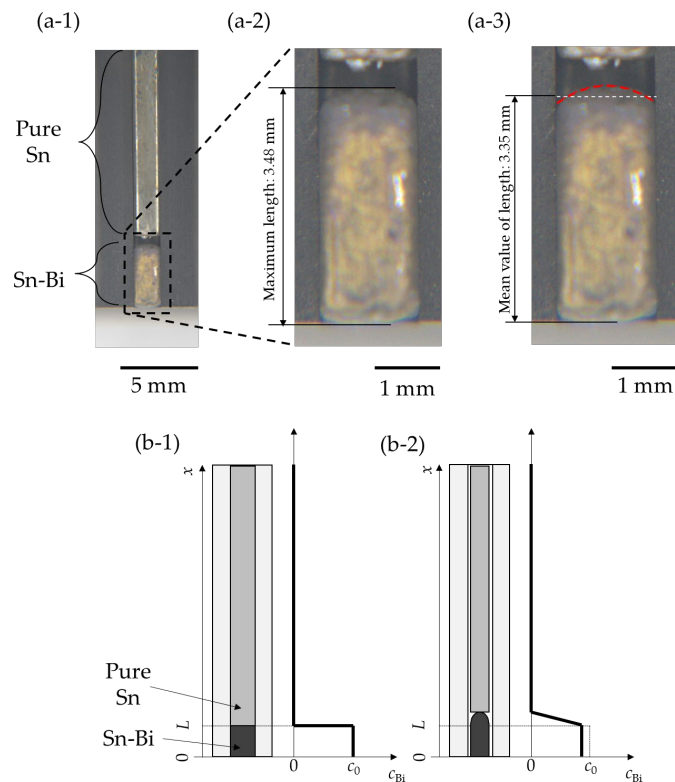 (a-1)
(a-2)
(a-3)
Pure
Sn
Sn-Bi
Maximum length: 3.48 mm
Mean value of length: 3.35 mm
5 mm
1 mm
1 mm
(b-1)
(b-2)
x
x
Pure
Sn
Sn-Bi
L
L
0
0
c0
cBi
0
0
c0
cBi